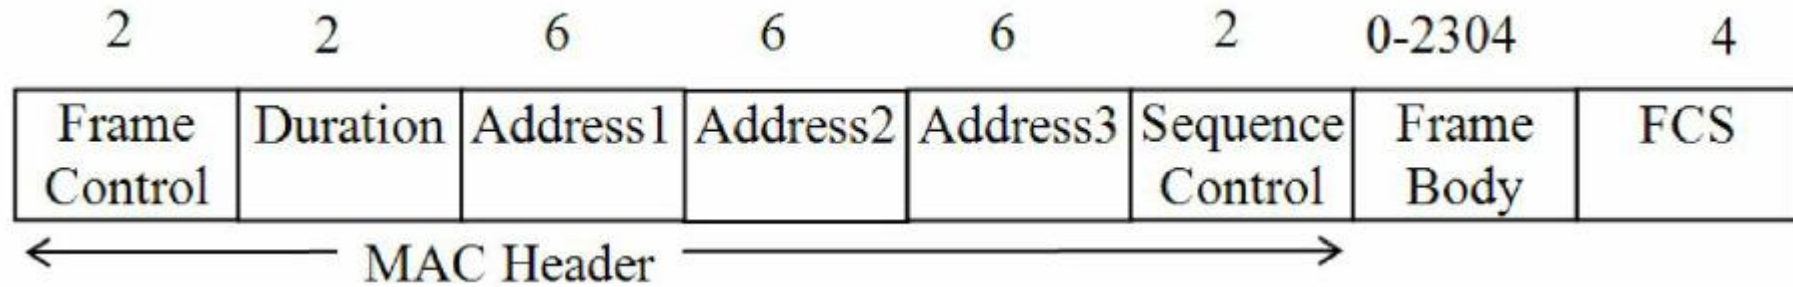 2 2 6 6 6 2 0-2304 4
Frame Control Duration Address1 Address2 Address3 Sequence Control Frame Body FCS
MAC Header